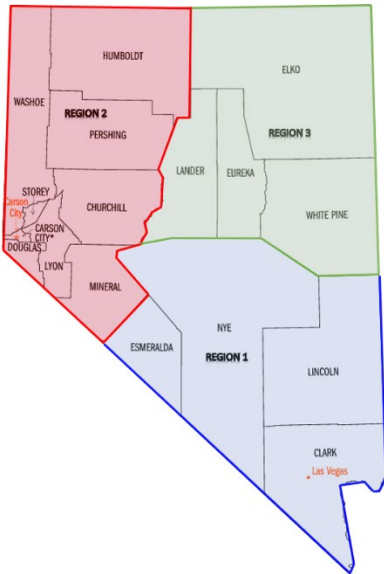 HUMBOLDT
ELKO
WASHOE
REGION 2
REGION 3
PERSHING
LANDER
EUREKA
STOREY
Carson
City
CHURCHILL
WHITE PINE
CARSON
CITY*
DOUGLAS
LYON
MINERAL
NYE
ESMERALDA
REGION 1
LINCOLN
CLARK
Las Vegas